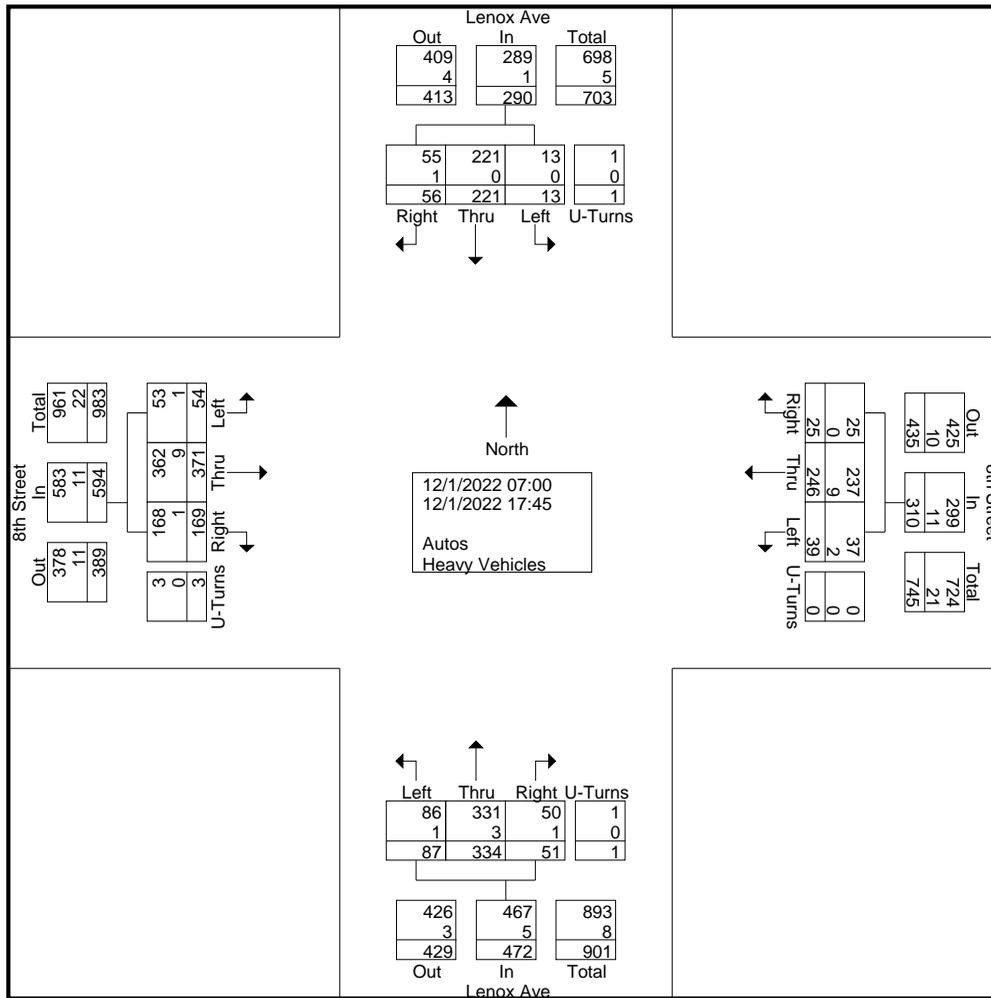 Lenox Ave
Out In Total
409 289 698
4 1 5
413 290 703
55 221 13 1
1 0 0 0
56 221 13 1
Right Thru Left U-Turns
8th Street
Total In Out
961 583 378
22 11 11
983 594 389
53 362 168 3
1 9 1 0
54 371 169 3
Left Thru Right U-Turns
North
12/1/2022 07:00
12/1/2022 17:45
Autos
Heavy Vehicles
Right Thru Left U-Turns
25 237 37 0
0 9 2 0
25 246 39 0
Out In Total
425 299 724
10 11 21
435 310 745
Street
Left Thru Right U-Turns
86 331 50 1
1 3 1 0
87 334 51 1
426 467 893
3 5 8
429 472 901
Out In Total
Lenox Ave